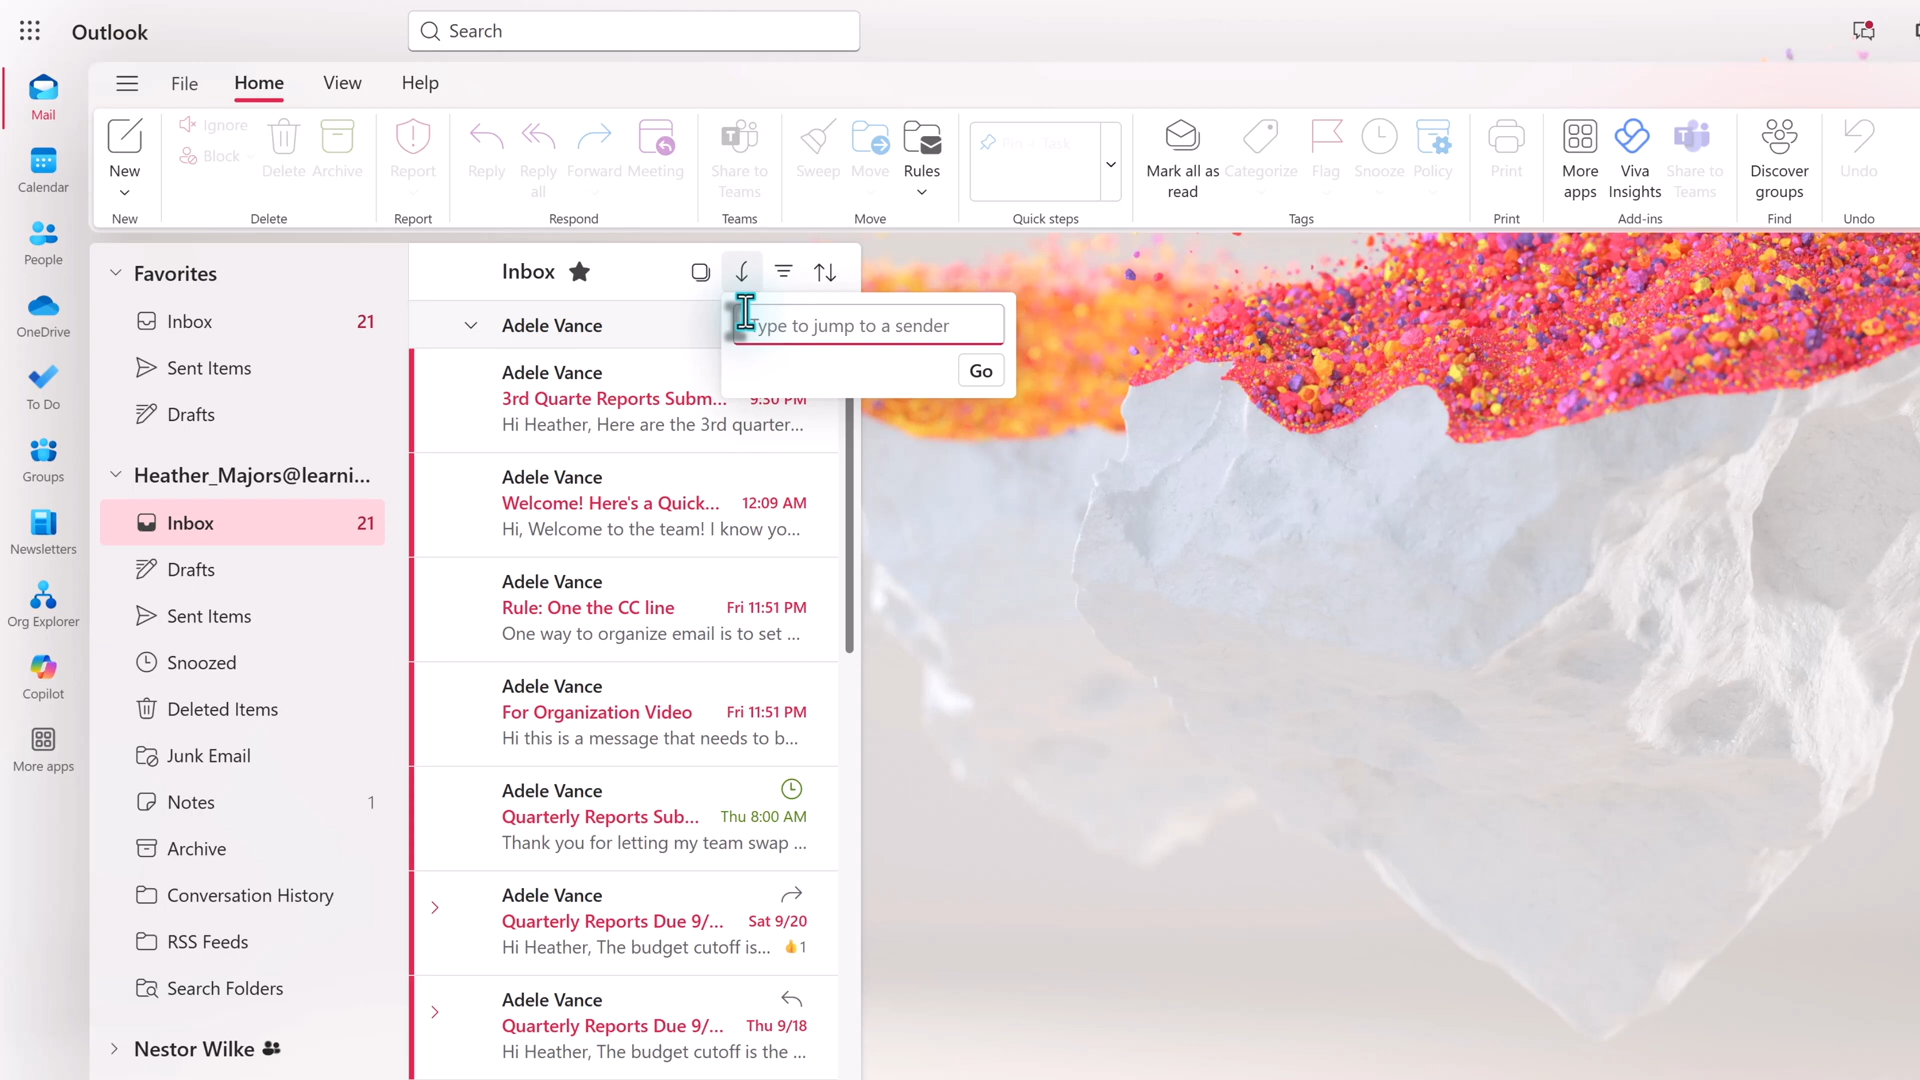 Outlook
Search
File
Home
View
Help
New
Ignore
Block
Delete
Archive
Report
Reply
Reply all
Forward
Meeting
Share to Teams
Sweep
Move
Rules
Pin a Task
Mark all as read
Categorize
Flag
Snooze
Policy
Print
More apps
Viva Insights
Share to Teams
Discover groups
Undo
New
Delete
Report
Respond
Teams
Move
Quick steps
Tags
Print
Add-ins
Find
Undo
Mail
Calendar
People
OneDrive
To Do
Groups
Newsletters
Org Explorer
Copilot
More apps
Favorites
Inbox 21
Sent Items
Drafts
Heather_Majors@learni...
Inbox 21
Drafts
Sent Items
Snoozed
Deleted Items
Junk Email
Notes 1
Archive
Conversation History
RSS Feeds
Search Folders
Nestor Wilke
Inbox
Adele Vance
Type to jump to a sender
Go
Adele Vance
3rd Quarte Reports Subm... 9:30 PM
Hi Heather, Here are the 3rd quarter...
Adele Vance
Welcome! Here's a Quick... 12:09 AM
Hi, Welcome to the team! I know yo...
Adele Vance
Rule: One the CC line Fri 11:51 PM
One way to organize email is to set ...
Adele Vance
For Organization Video Fri 11:51 PM
Hi this is a message that needs to b...
Adele Vance
Quarterly Reports Sub... Thu 8:00 AM
Thank you for letting my team swap ...
Adele Vance
Quarterly Reports Due 9/... Sat 9/20
Hi Heather, The budget cutoff is... 👍1
Adele Vance
Quarterly Reports Due 9/... Thu 9/18
Hi Heather, The budget cutoff is the ...